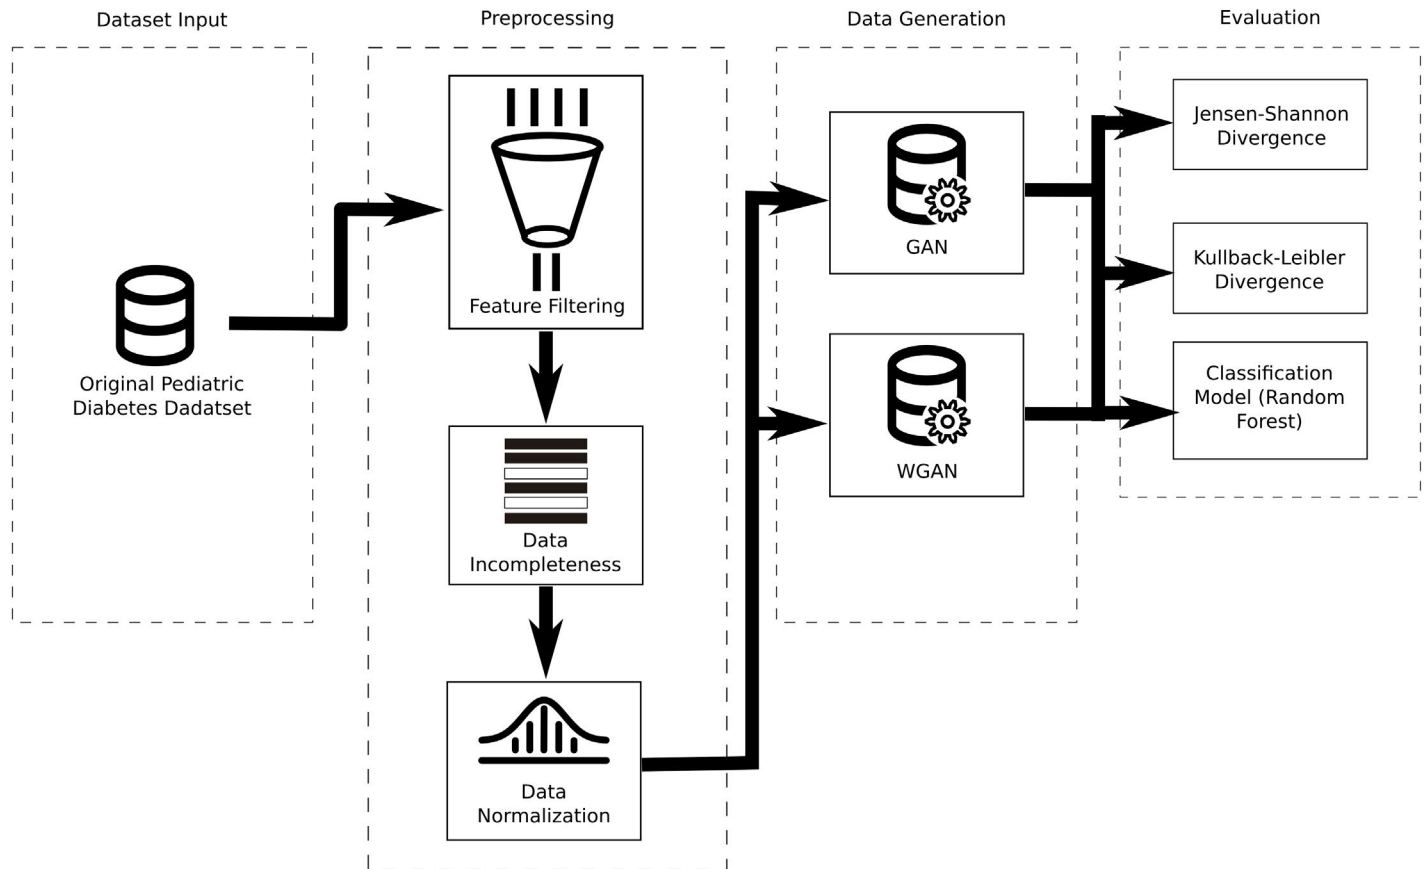 Dataset Input
Preprocessing
Data Generation
Evaluation
Original Pediatric
Diabetes Dadatset
Feature Filtering
Data
Incompleteness
Data
Normalization
GAN
WGAN
Jensen-Shannon
Divergence
Kullback-Leibler
Divergence
Classification
Model (Random
Forest)